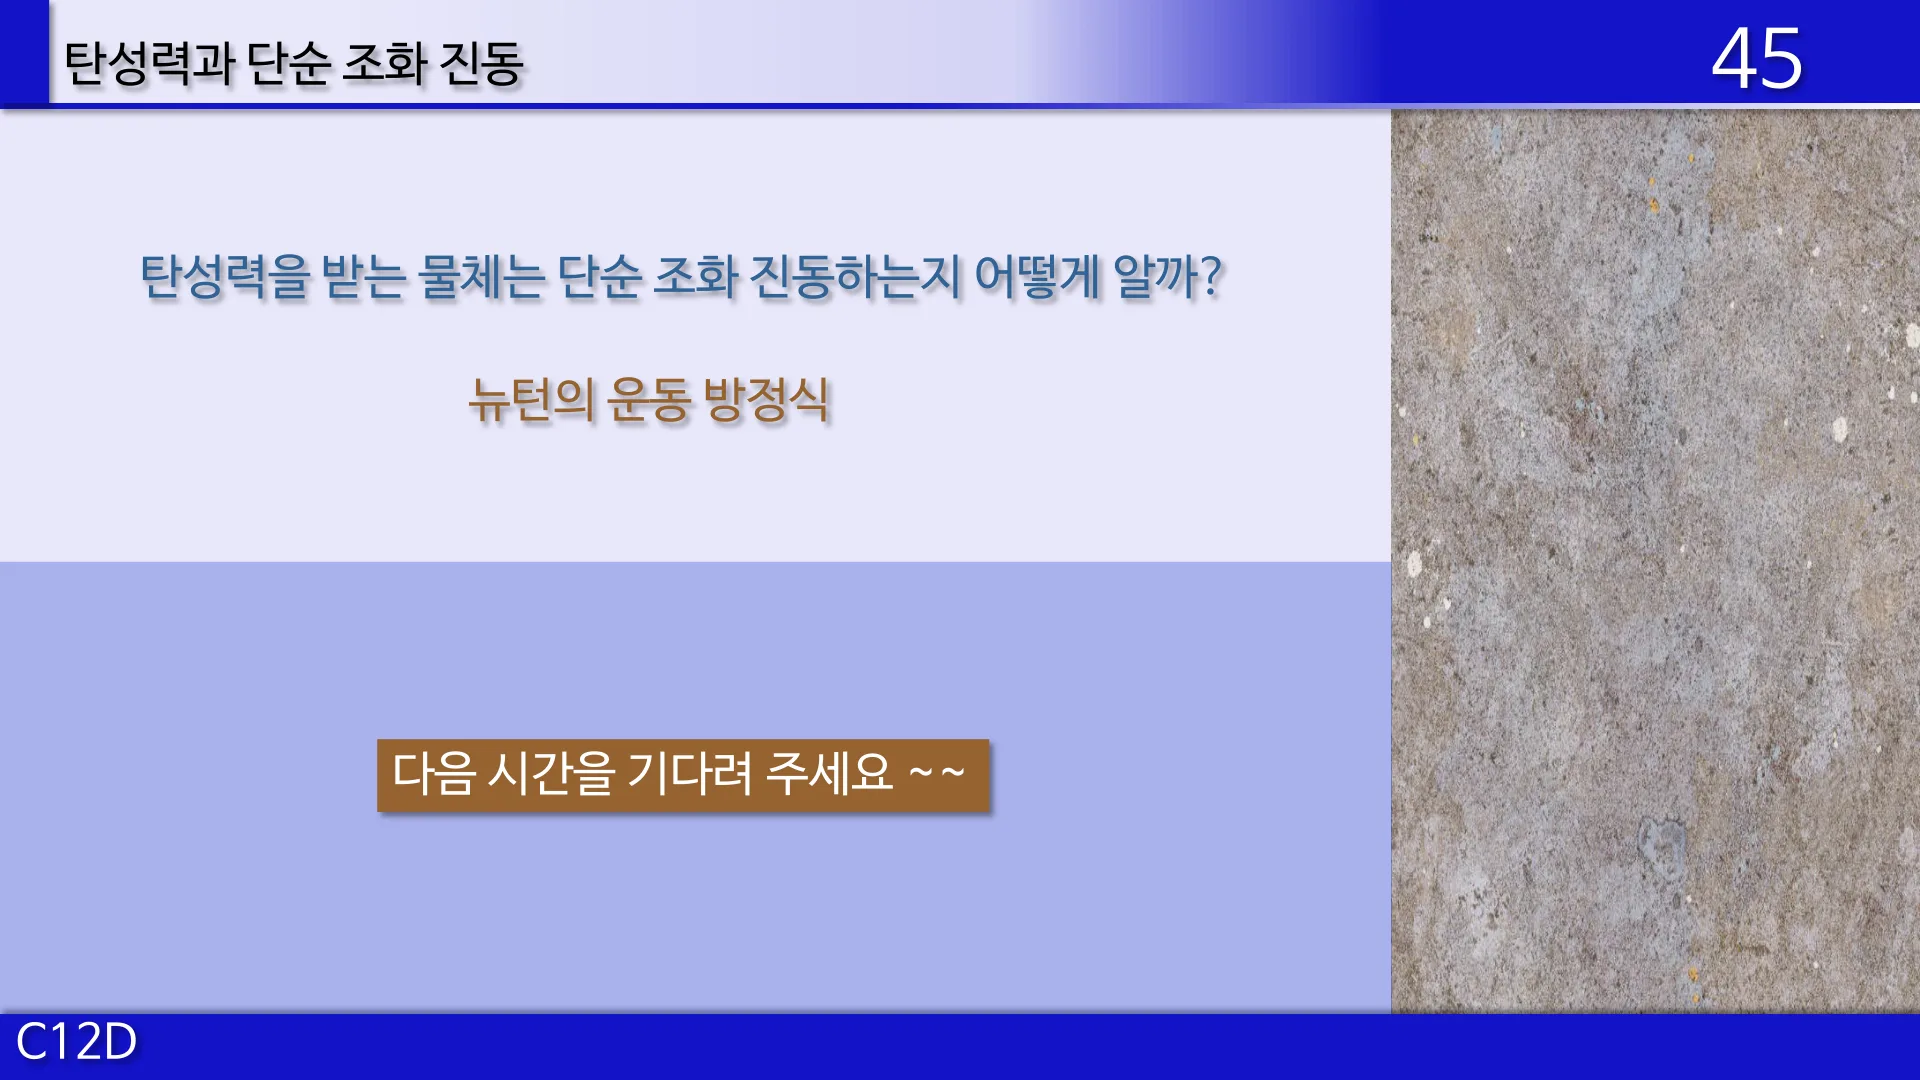 탄성력과 단순 조화 진동
45
탄성력을 받는 물체는 단순 조화 진동하는지 어떻게 알까?
뉴턴의 운동 방정식
다음 시간을 기다려 주세요 ~~
C12D